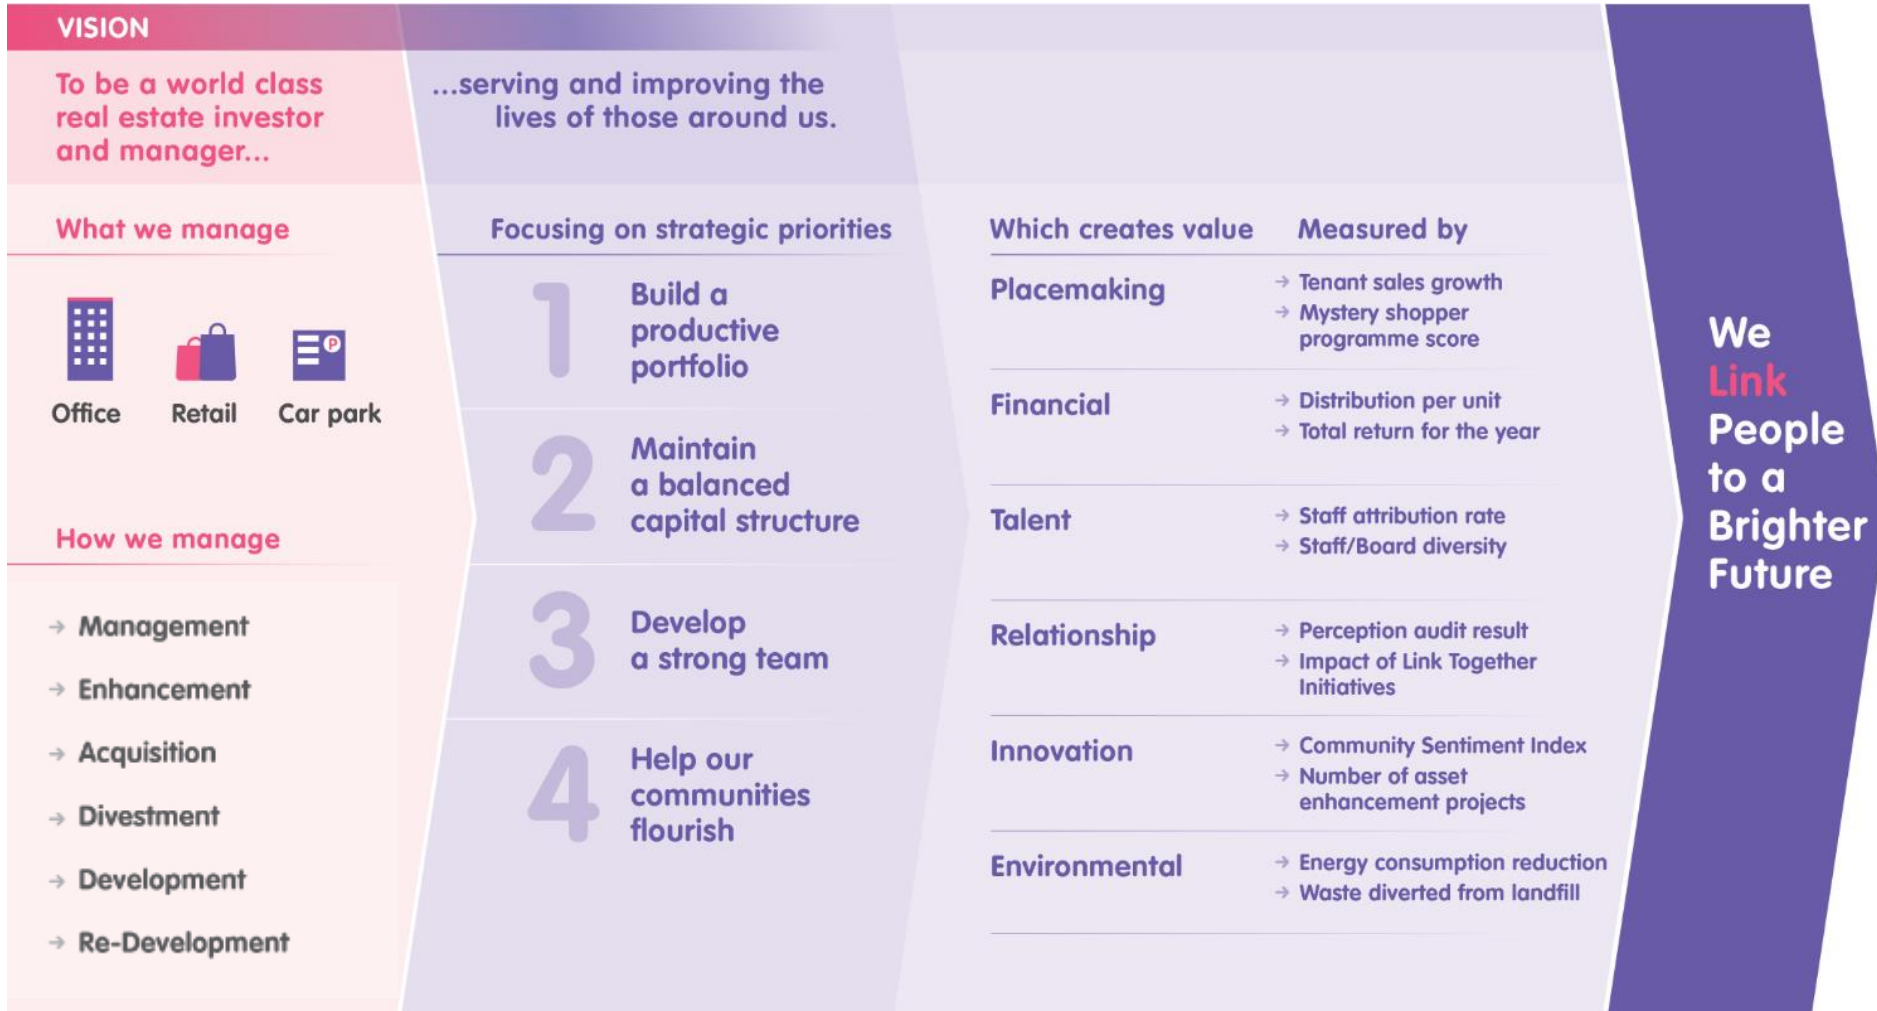 VISION
To be a world class
real estate investor
and manager...
...serving and improving the
lives of those around us.
What we manage
Office
Retail
P
Car park
How we manage
Management
Enhancement
Acquisition
Divestment
Development
Re-Development
Focusing on strategic priorities
1
Build a
productive
portfolio
2
Maintain
a balanced
capital structure
3
Develop
a strong team
4
Help our
communities
flourish
Which creates value
Measured by
Placemaking
→ Tenant sales growth
→ Mystery shopper
programme score
Financial
→ Distribution per unit
→ Total return for the year
Talent
→ Staff attribution rate
→ Staff/Board diversity
Relationship
→ Perception audit result
→ Impact of Link Together
Initiatives
Innovation
→ Community Sentiment Index
→ Number of asset
enhancement projects
Environmental
→ Energy consumption reduction
→ Waste diverted from landfill
We
Link
People
to a
Brighter
Future